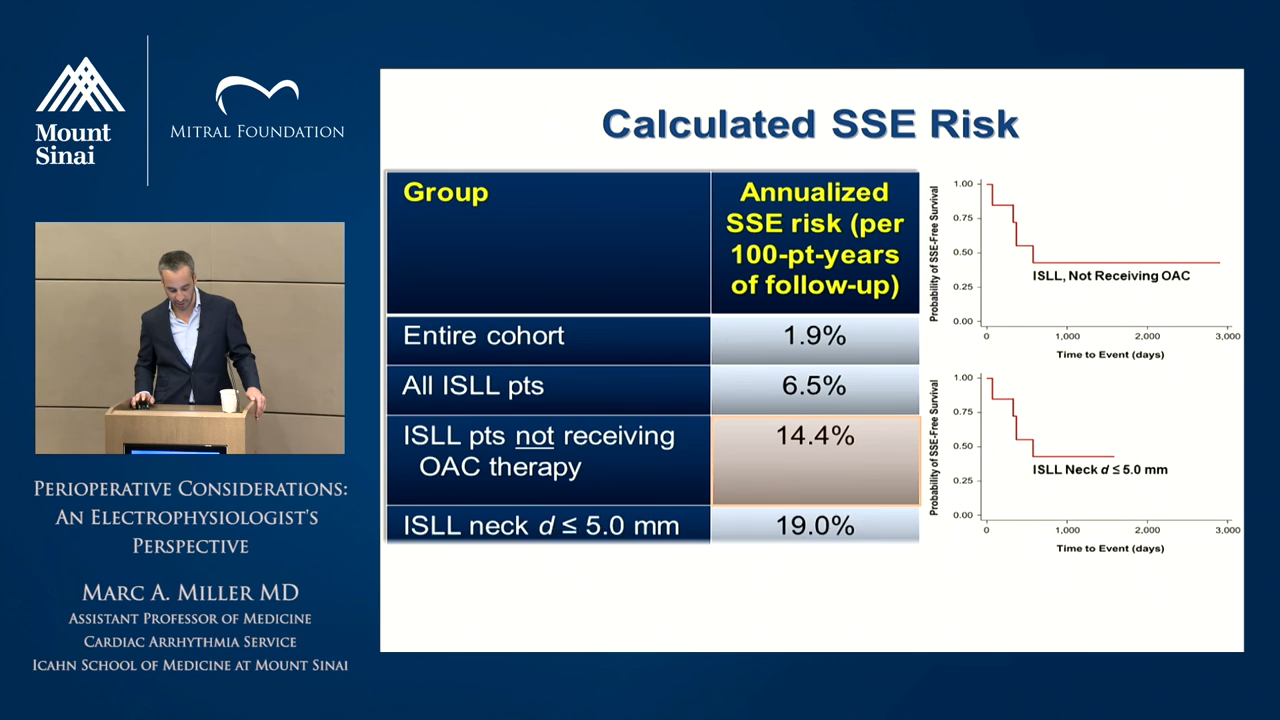 Mount
Sinai
Mitral Foundation
Perioperative Considerations:
An Electrophysiologist's
Perspective
Marc A. Miller MD
Assistant Professor of Medicine
Cardiac Arrhythmia Service
Icahn School of Medicine at Mount Sinai
Calculated SSE Risk
Group
Annualized
SSE risk (per
100-pt-years
of follow-up)
Entire cohort
1.9%
All ISLL pts
6.5%
ISLL pts not receiving
OAC therapy
14.4%
ISLL neck d ≤ 5.0 mm
19.0%
Probability of SSE-Free Survival
1.00
0.75
0.50
0.25
0.00
ISLL, Not Receiving OAC
0 1,000 2,000 3,000
Time to Event (days)
Probability of SSE-Free Survival
1.00
0.75
0.50
0.25
0.00
ISLL Neck d ≤ 5.0 mm
0 1,000 2,000 3,000
Time to Event (days)